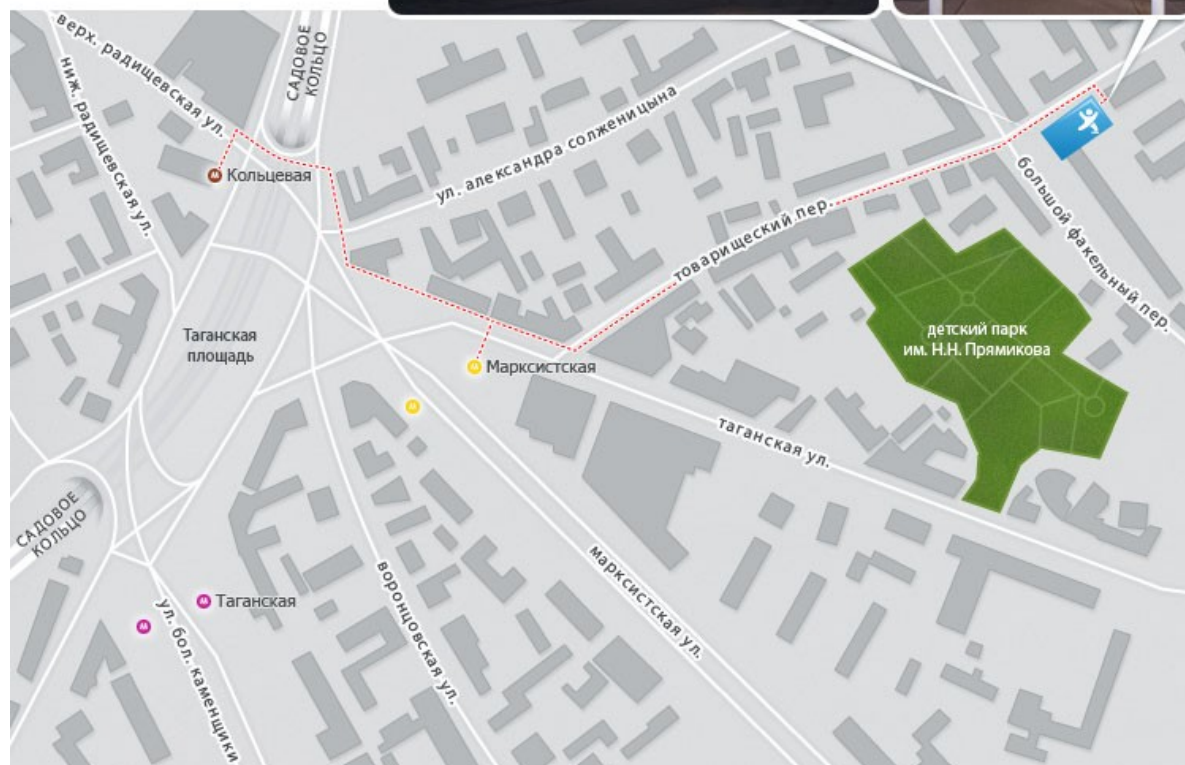 верх. радищевская ул.
САДОВОЕ
КОЛЬЦО
ниж. радищевская ул.
Кольцевая
ул. александра солженицына
товарищеский пер.
большой факельный пер.
Таганская
площадь
детский парк
им. Н.Н. Прямикова
Марксистская
таганская ул.
САДОВОЕ
КОЛЬЦО
марксистская ул.
воронцовская ул.
Таганская
ул. бол. каменщики